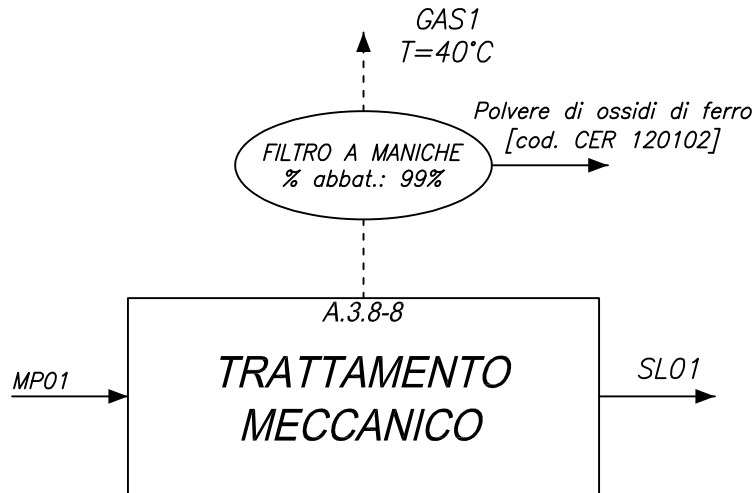 GAS1
T=40°C
Polvere di ossidi di ferro
[cod. CER 120102]
FILTRO A MANICHE
% abbat.: 99%
A.3.8-8
TRATTAMENTO
MECCANICO
MP01
SL01